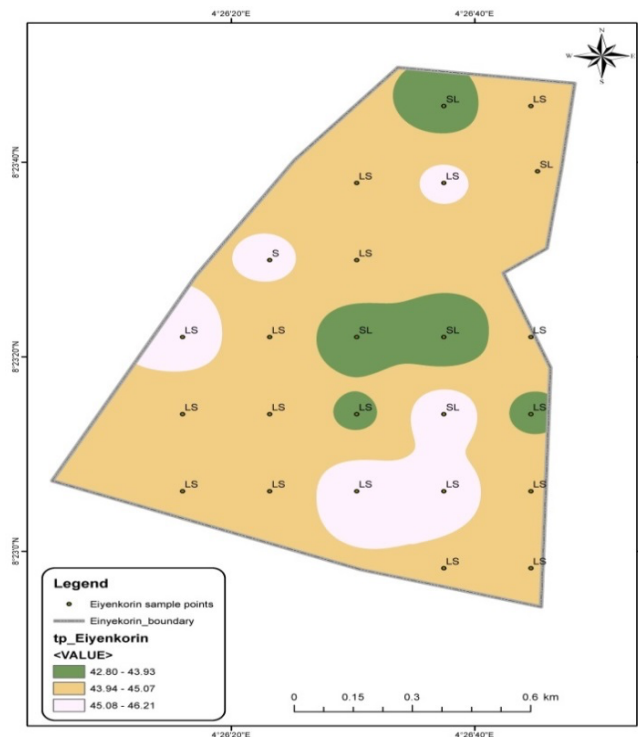 4°26'20"E
4°26'40"E
N
W E
S
SL LS
8°23'40"N
SL
LS LS
S LS
8°23'20"N
LS LS SL SL LS
LS LS LS SL LS
LS LS LS LS LS
8°23'0"N
LS LS
Legend
Eiyenkorin sample points
Einyekorin_boundary
tp_Eiyenkorin
<VALUE>
42.80 - 43.93
43.94 - 45.07
45.08 - 46.21
0 0.15 0.3 0.6 km
4°26'20"E
4°26'40"E